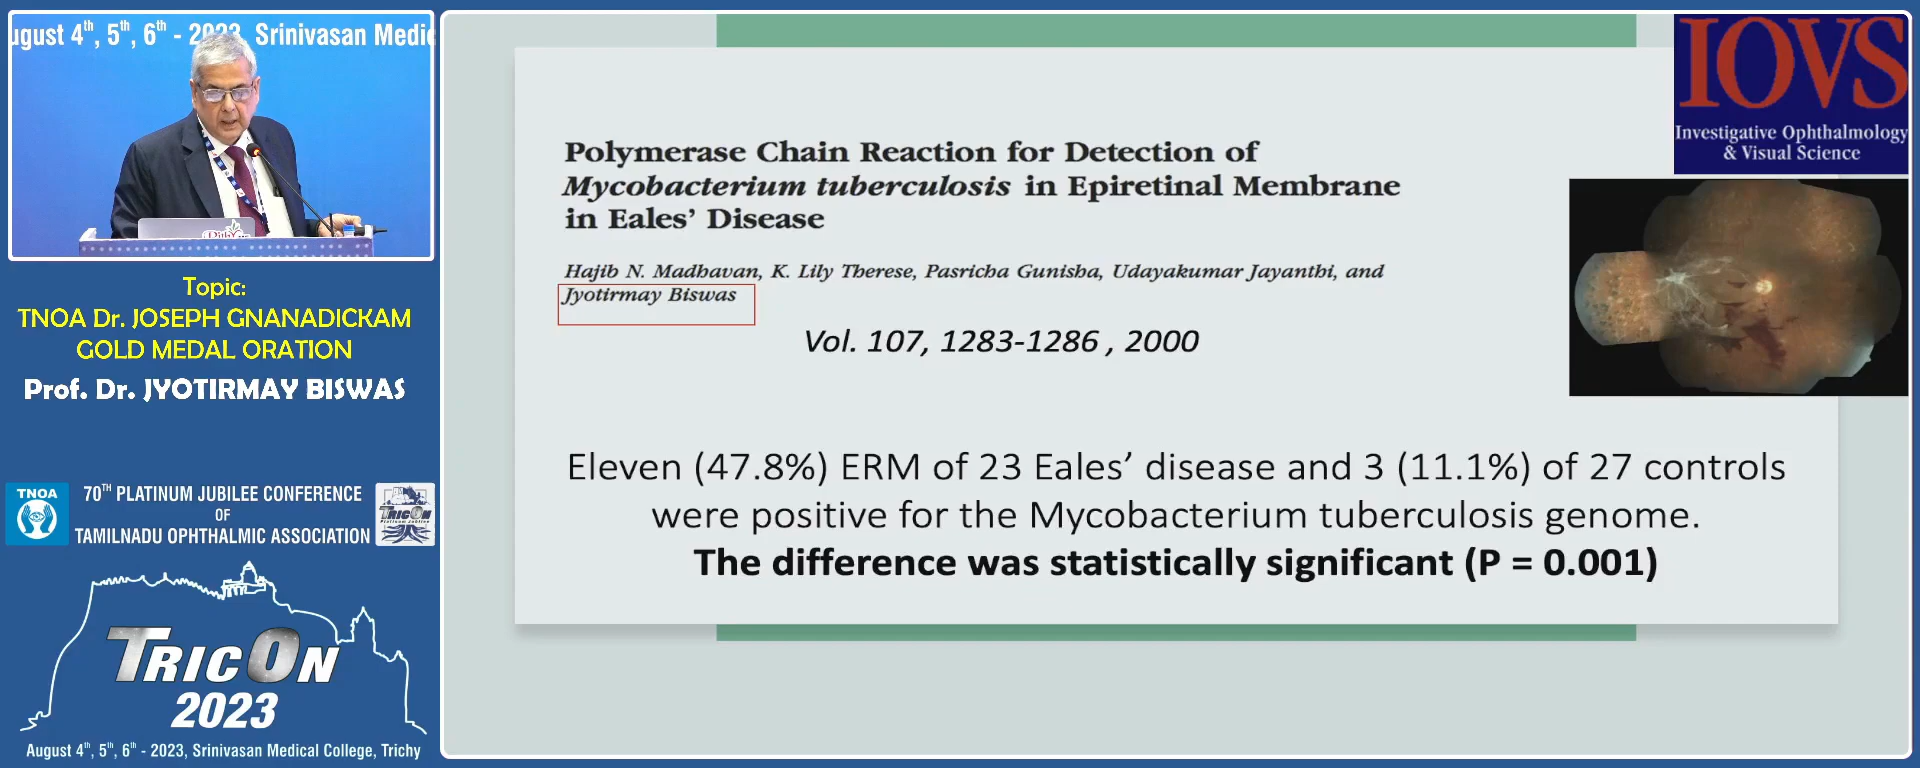 ugust 4th, 5th, 6th - 2023, Srinivasan Medic
Topic:
TNOA Dr. JOSEPH GNANADICKAM
GOLD MEDAL ORATION
Prof. Dr. JYOTIRMAY BISWAS
TNOA
70TH PLATINUM JUBILEE CONFERENCE
OF
TAMILNADU OPHTHALMIC ASSOCIATION
TRICON
Platinum Jubilee
TRICON
2023
August 4th, 5th, 6th - 2023, Srinivasan Medical College, Trichy
IOVS
Investigative Ophthalmology
& Visual Science
Polymerase Chain Reaction for Detection of
Mycobacterium tuberculosis in Epiretinal Membrane
in Eales’ Disease
Hajib N. Madhavan, K. Lily Therese, Pasricha Gunisha, Udayakumar Jayanthi, and
Jyotirmay Biswas
Vol. 107, 1283-1286 , 2000
Eleven (47.8%) ERM of 23 Eales’ disease and 3 (11.1%) of 27 controls
were positive for the Mycobacterium tuberculosis genome.
The difference was statistically significant (P = 0.001)